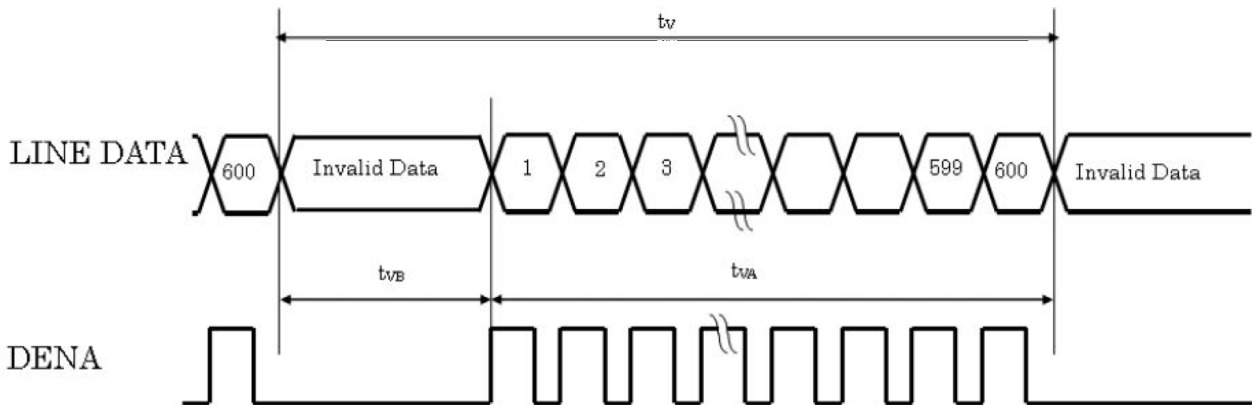 tV
LINE DATA 600 Invalid Data 1 2 3 599 600 Invalid Data
tVB tVA
DENA